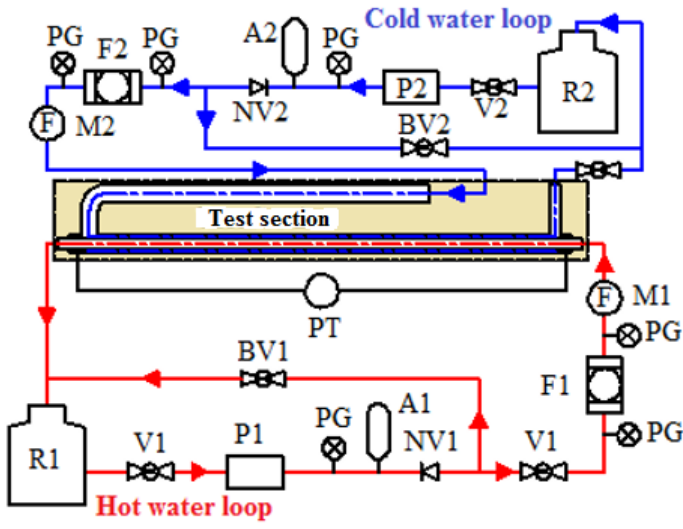 PG F2 PG A2 PG Cold water loop
P2 V2 R2
NV2
F M2 BV2
Test section
PT
F M1
PG
BV1
F1
R1 V1 P1 PG A1 NV1 V1 PG
Hot water loop